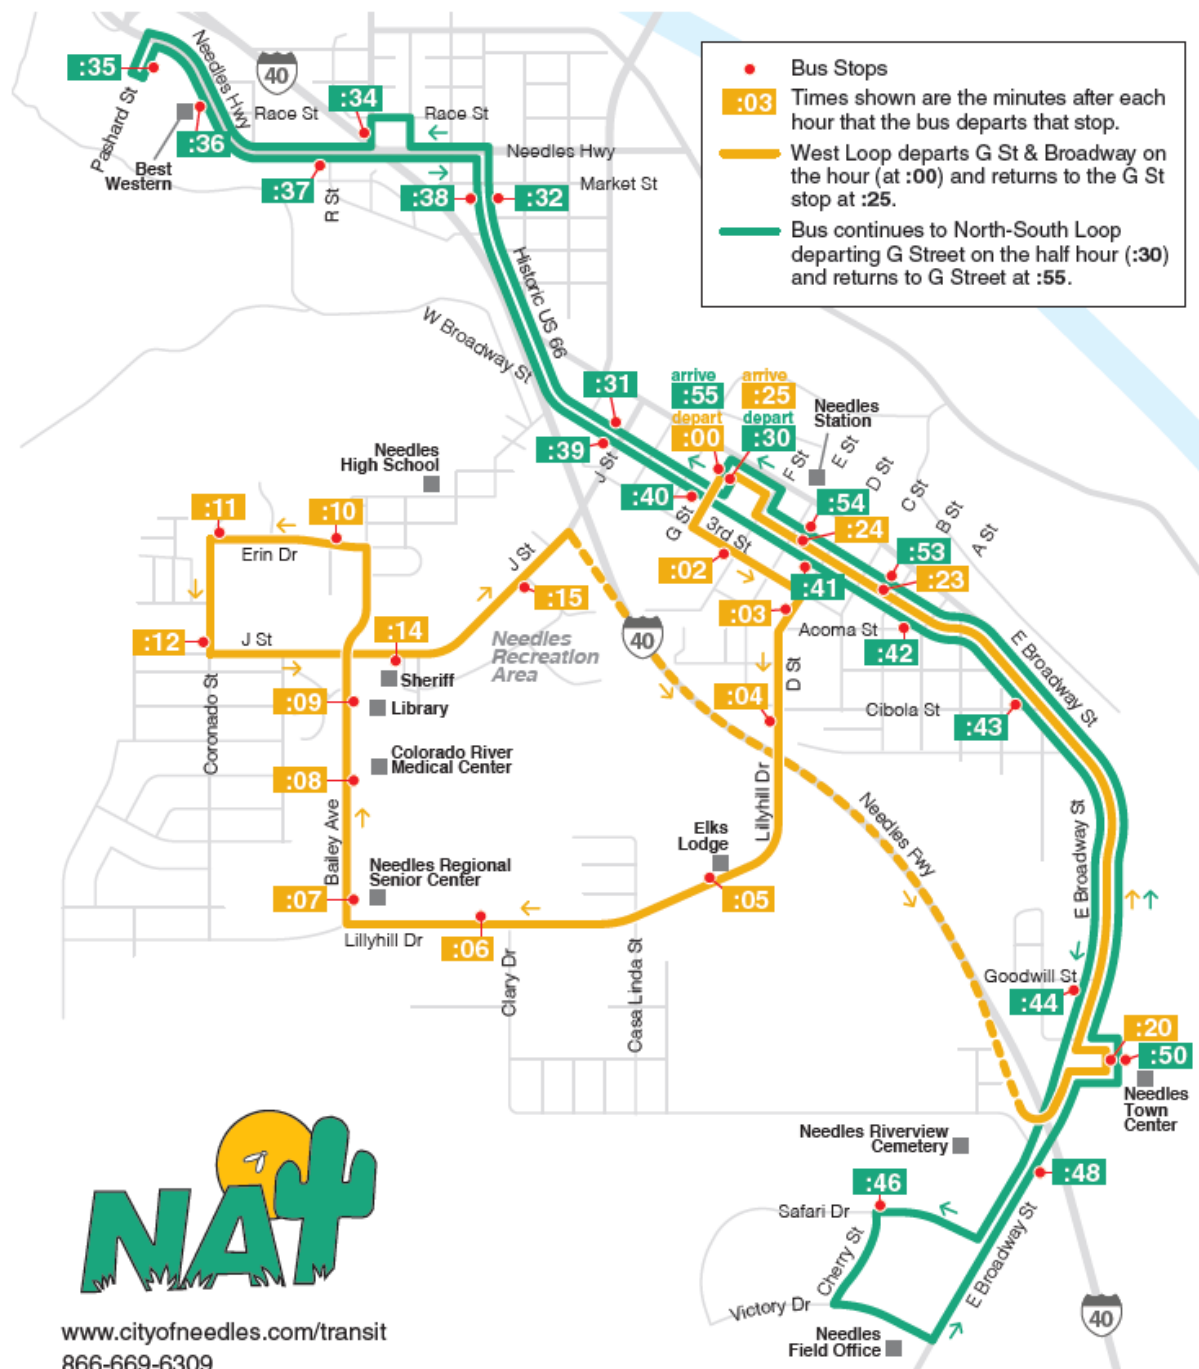 :35
Needles Hwy
40
:34
Race St
Race St
Pashard St
:36
Best
Western
Needles Hwy
Market St
:37
R St
:38
:32
Bus Stops
:03
Times shown are the minutes after each
hour that the bus departs that stop.
West Loop departs G St & Broadway on
the hour (at :00) and returns to the G St
stop at :25.
Bus continues to North-South Loop
departing G Street on the half hour (:30)
and returns to G Street at :55.
Historic US 66
W Broadway St
:31
arrive
:55
depart
:00
arrive
:25
depart
:30
Needles
Station
:39
J St
:40
G St
3rd St
F St
E St
D St
C St
B St
A St
:54
:24
:53
:23
:02
:41
:03
Needles
High School
:11
:10
Erin Dr
:12
J St
:14
J St
:15
Needles
Recreation
Area
40
Sheriff
:09
Library
Coronado St
Colorado River
Medical Center
:08
Bailey Ave
Needles Regional
Senior Center
:07
Lillyhill Dr
:06
Clary Dr
Casa Linda St
Acoma St
:42
D St
:04
Cibola St
:43
E Broadway St
Lillyhill Dr
Elks
Lodge
:05
Needles Fwy
E Broadway St
Goodwill St
:44
:20
:50
Needles
Town
Center
Needles Riverview
Cemetery
:48
:46
Safari Dr
Cherry St
E Broadway St
Victory Dr
Needles
Field Office
40
NAT
www.cityofneedles.com/transit
866-669-6309